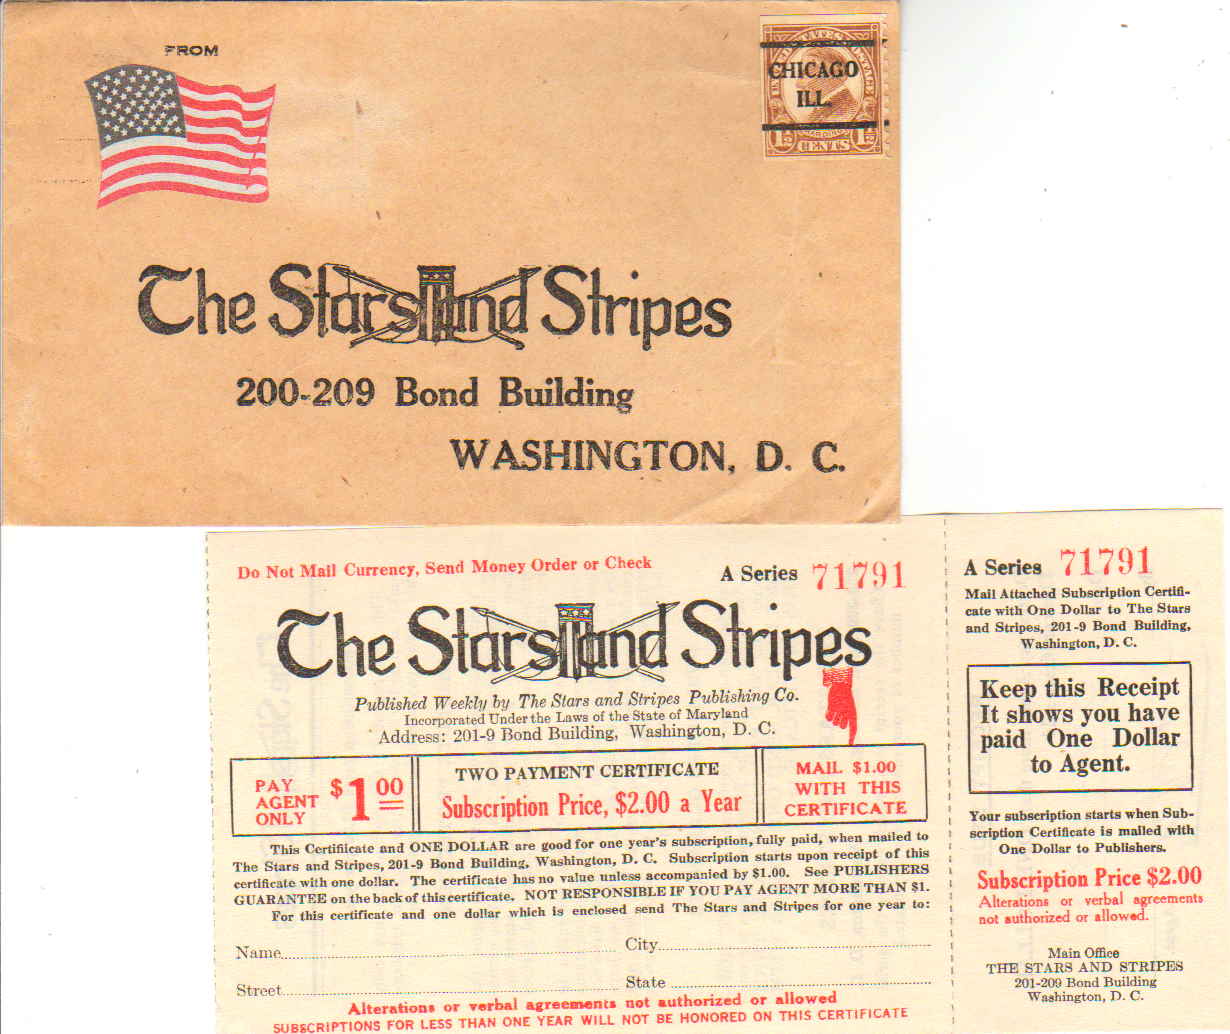 FROM
UNITED STATES POSTAGE
CHICAGO
ILL.
HARDING
1½ CENTS 1½
The Stars and Stripes
200-209 Bond Building
WASHINGTON, D. C.
Do Not Mail Currency, Send Money Order or Check
A Series 71791
The Stars and Stripes
Published Weekly by The Stars and Stripes Publishing Co.
Incorporated Under the Laws of the State of Maryland
Address: 201-9 Bond Building, Washington, D. C.
PAY
AGENT
ONLY
$1 00
TWO PAYMENT CERTIFICATE
Subscription Price, $2.00 a Year
MAIL $1.00
WITH THIS
CERTIFICATE
This Certificate and ONE DOLLAR are good for one year's subscription, fully paid, when mailed to
The Stars and Stripes, 201-9 Bond Building, Washington, D. C. Subscription starts upon receipt of this
certificate with one dollar. The certificate has no value unless accompanied by $1.00. See PUBLISHERS
GUARANTEE on the back of this certificate. NOT RESPONSIBLE IF YOU PAY AGENT MORE THAN $1.
For this certificate and one dollar which is enclosed send The Stars and Stripes for one year to:
Name
City
Street
State
Alterations or verbal agreements not authorized or allowed
SUBSCRIPTIONS FOR LESS THAN ONE YEAR WILL NOT BE HONORED ON THIS CERTIFICATE
A Series 71791
Mail Attached Subscription Certifi-
cate with One Dollar to The Stars
and Stripes, 201-9 Bond Building,
Washington, D. C.
Keep this Receipt
It shows you have
paid One Dollar
to Agent.
Your subscription starts when Sub-
scription Certificate is mailed with
One Dollar to Publishers.
Subscription Price $2.00
Alterations or verbal agreements
not authorized or allowed.
Main Office
THE STARS AND STRIPES
201-209 Bond Building
Washington, D. C.